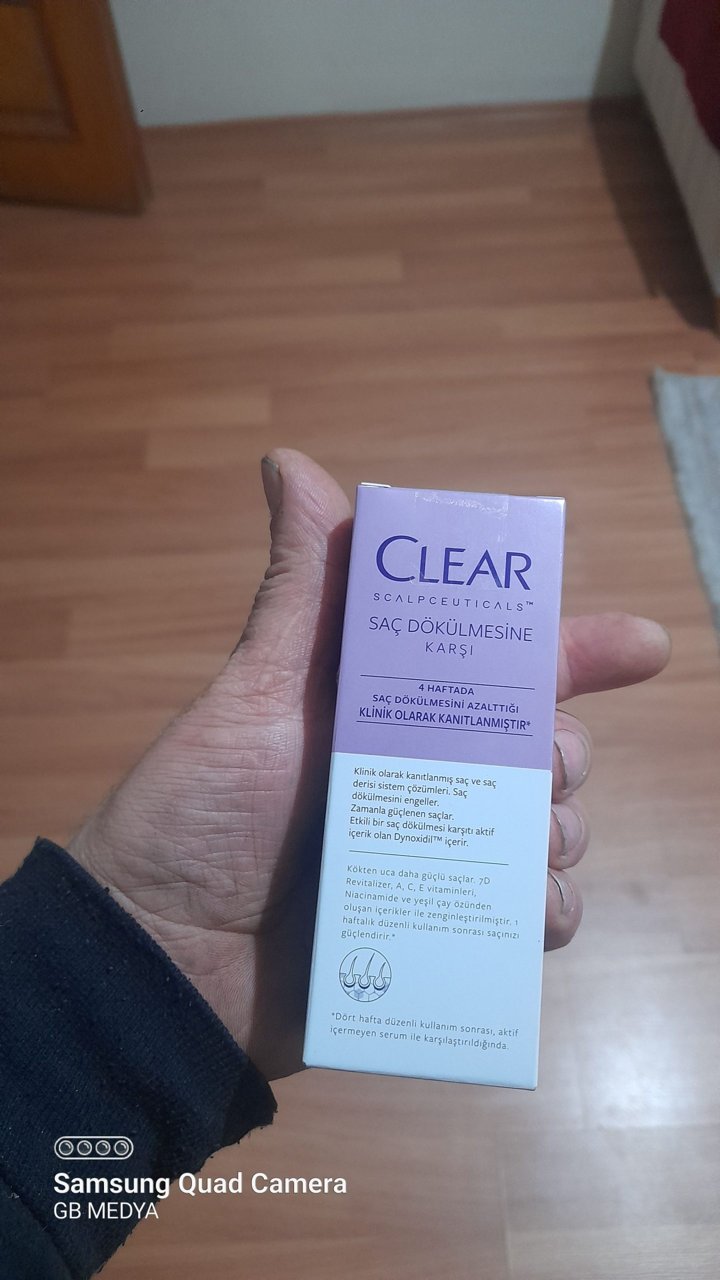 CLEAR
SCALPCEUTICALS™
SAÇ DÖKÜLMESİNE
KARŞI
4 HAFTADA
SAÇ DÖKÜLMESİNİ AZALTTIĞI
KLİNİK OLARAK KANITLANMIŞTIR*
Klinik olarak kanıtlanmış saç ve saç
derisi sistem çözümleri. Saç
dökülmesini engeller.
Zamanla güçlenen saçlar.
Etkili bir saç dökülmesi karşıtı aktif
içerik olan Dynoxidil™ içerir.
Kökten uca daha güçlü saçlar. 7D
Revitalizer, A, C, E vitaminleri,
Niacinamide ve yeşil çay özünden
oluşan içerikler ile zenginleştirilmiştir. 1
haftalık düzenli kullanım sonrası saçınızı
güçlendirir.*
*Dört hafta düzenli kullanım sonrası, aktif
içermeyen serum ile karşılaştırıldığında.
Samsung Quad Camera
GB MEDYA